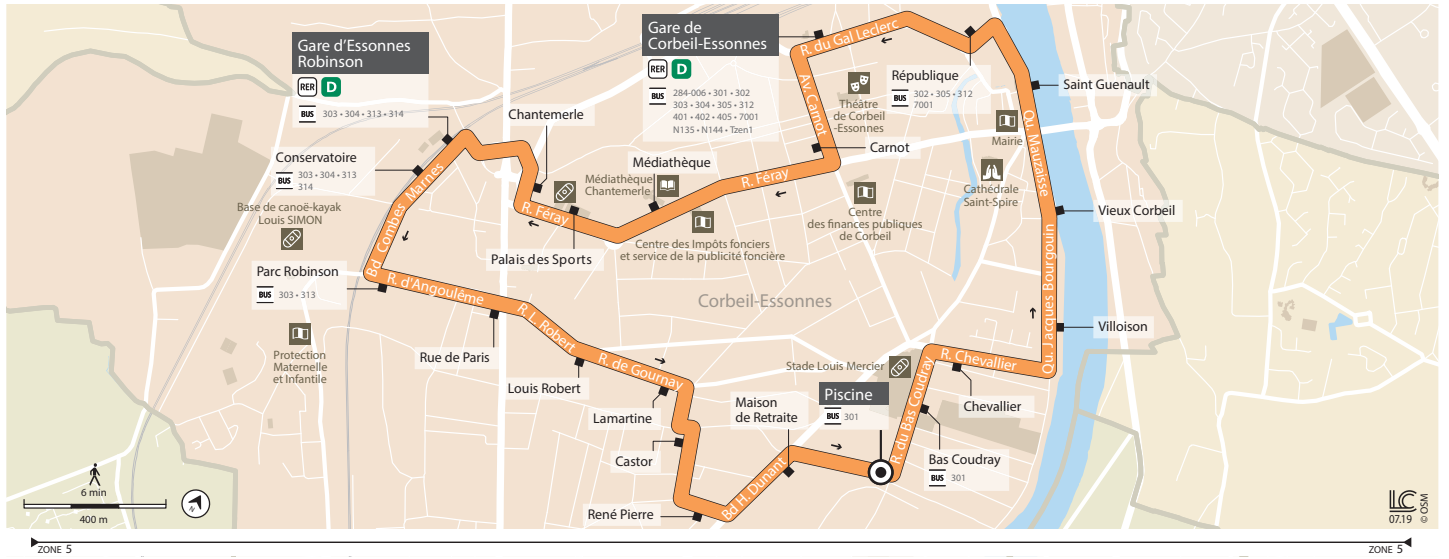 Gare d'Essonnes
Robinson
RER D
BUS 303 • 304 • 313 • 314
Gare de
Corbeil-Essonnes
RER D
BUS 284-006 • 301 • 302
303 • 304 • 305 • 312
401 • 402 • 405 • 7001
N135 • N144 • Tzen1
R. du Gal Leclerc
République
BUS 302 • 305 • 312
7001
Saint Guenault
Théâtre
de Corbeil
-Essonnes
Av. Carnot
Carnot
Mairie
Qu. Mauzaisse
Cathédrale
Saint-Spire
Vieux Corbeil
Chantemerle
Conservatoire
BUS 303 • 304 • 313
314
Médiathèque
Médiathèque
Chantemerle
R. Féray
R. Féray
Centre
des finances publiques
de Corbeil
Base de canoë-kayak
Louis SIMON
Bd Combes Marnes
Palais des Sports
Centre des Impôts fonciers
et service de la publicité foncière
Parc Robinson
BUS 303 • 313
R. d'Angoulême
Corbeil-Essonnes
Qu. Jacques Bourgouin
Villoison
Protection
Maternelle
et Infantile
Rue de Paris
R. L. Robert
Louis Robert
R. de Gournay
Lamartine
Castor
René Pierre
Bd H. Dunant
Maison
de Retraite
Stade Louis Mercier
Piscine
BUS 301
R. du Bas Coudray
R. Chevallier
Chevallier
Bas Coudray
BUS 301
6 min
400 m
N
LC
07.19
© OSM
ZONE 5
ZONE 5